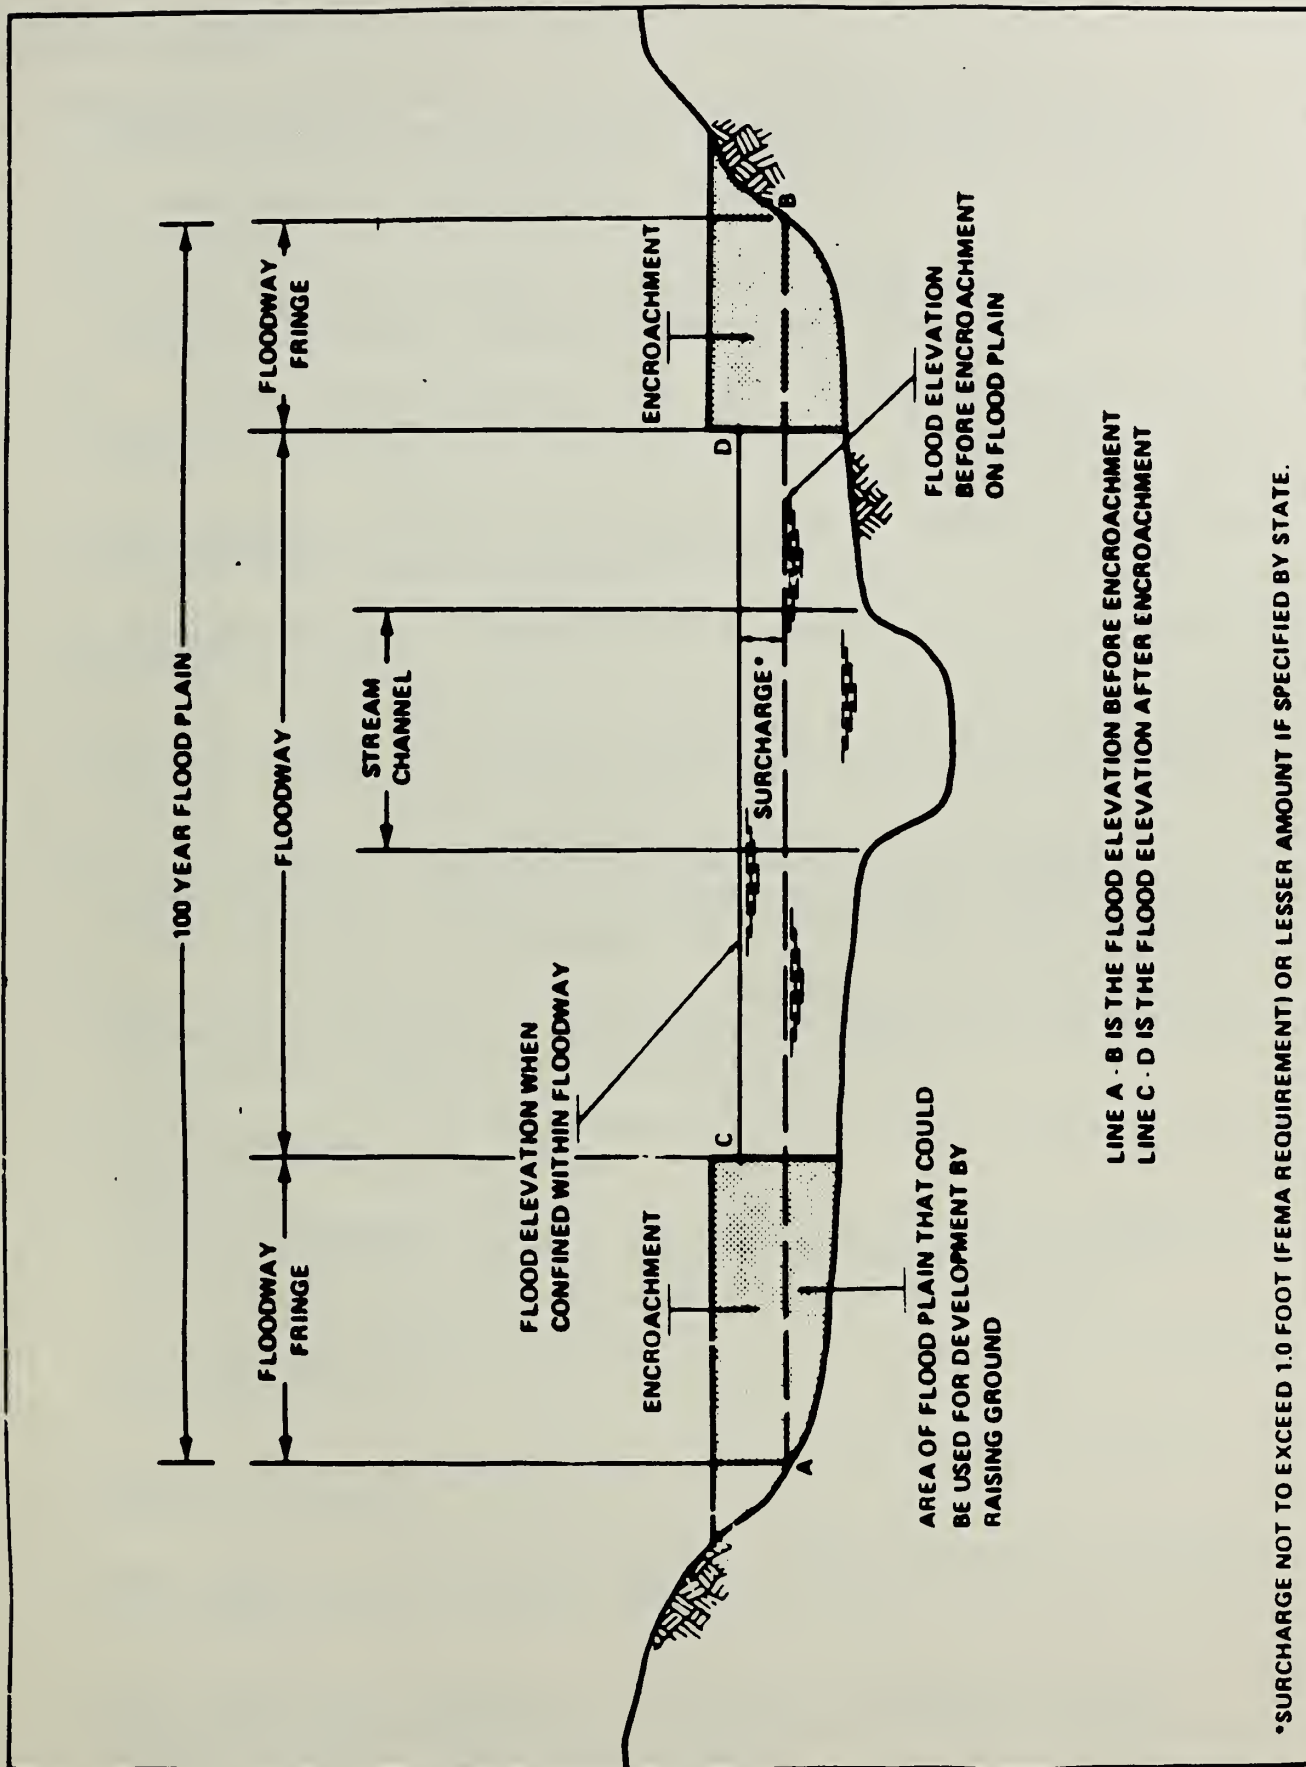 100 YEAR FLOOD PLAIN
FLOODWAY
FRINGE
FLOODWAY
FLOODWAY
FRINGE
STREAM
CHANNEL
FLOOD ELEVATION WHEN
CONFINED WITHIN FLOODWAY
ENCROACHMENT
ENCROACHMENT
C
D
SURCHARGE*
A
B
AREA OF FLOOD PLAIN THAT COULD
BE USED FOR DEVELOPMENT BY
RAISING GROUND
FLOOD ELEVATION
BEFORE ENCROACHMENT
ON FLOOD PLAIN
LINE A - B IS THE FLOOD ELEVATION BEFORE ENCROACHMENT
LINE C - D IS THE FLOOD ELEVATION AFTER ENCROACHMENT
*SURCHARGE NOT TO EXCEED 1.0 FOOT (FEMA REQUIREMENT) OR LESSER AMOUNT IF SPECIFIED BY STATE.